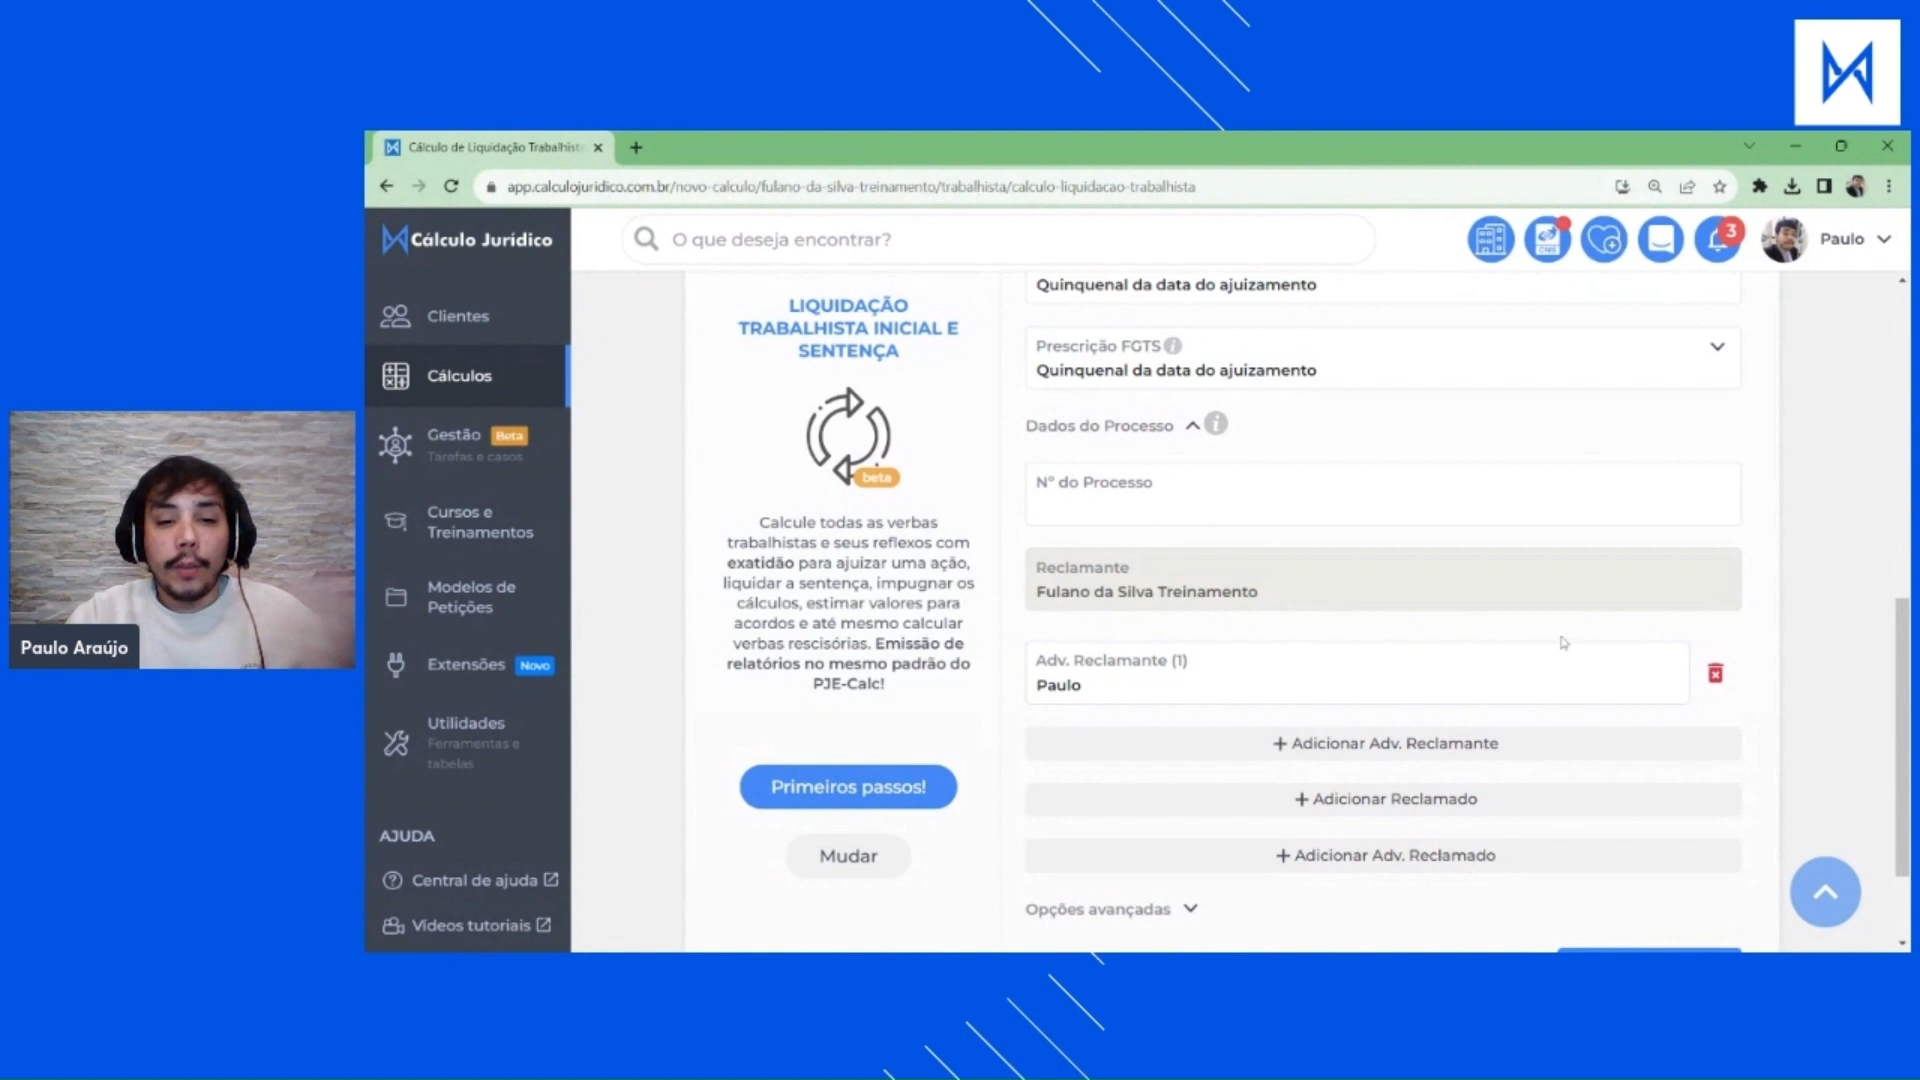 Cálculo de Liquidação Trabalhist
app.calculojuridico.com.br/novo-calculo/fulano-da-silva-treinamento/trabalhista/calculo-liquidacao-trabalhista
Cálculo Jurídico
O que deseja encontrar?
3
Paulo
Clientes
Cálculos
Gestão Beta
Tarefas e casos
Cursos e
Treinamentos
Modelos de
Petições
Extensões Novo
Utilidades
Ferramentas e
tabelas
AJUDA
Central de ajuda
Vídeos tutoriais
LIQUIDAÇÃO
TRABALHISTA INICIAL E
SENTENÇA
beta
Calcule todas as verbas
trabalhistas e seus reflexos com
exatidão para ajuizar uma ação,
liquidar a sentença, impugnar os
cálculos, estimar valores para
acordos e até mesmo calcular
verbas rescisórias. Emissão de
relatórios no mesmo padrão do
PJE-Calc!
Primeiros passos!
Mudar
Quinquenal da data do ajuizamento
Prescrição FGTS
Quinquenal da data do ajuizamento
Dados do Processo
Nº do Processo
Reclamante
Fulano da Silva Treinamento
Adv. Reclamante (1)
Paulo
+ Adicionar Adv. Reclamante
+ Adicionar Reclamado
+ Adicionar Adv. Reclamado
Opções avançadas
Paulo Araújo